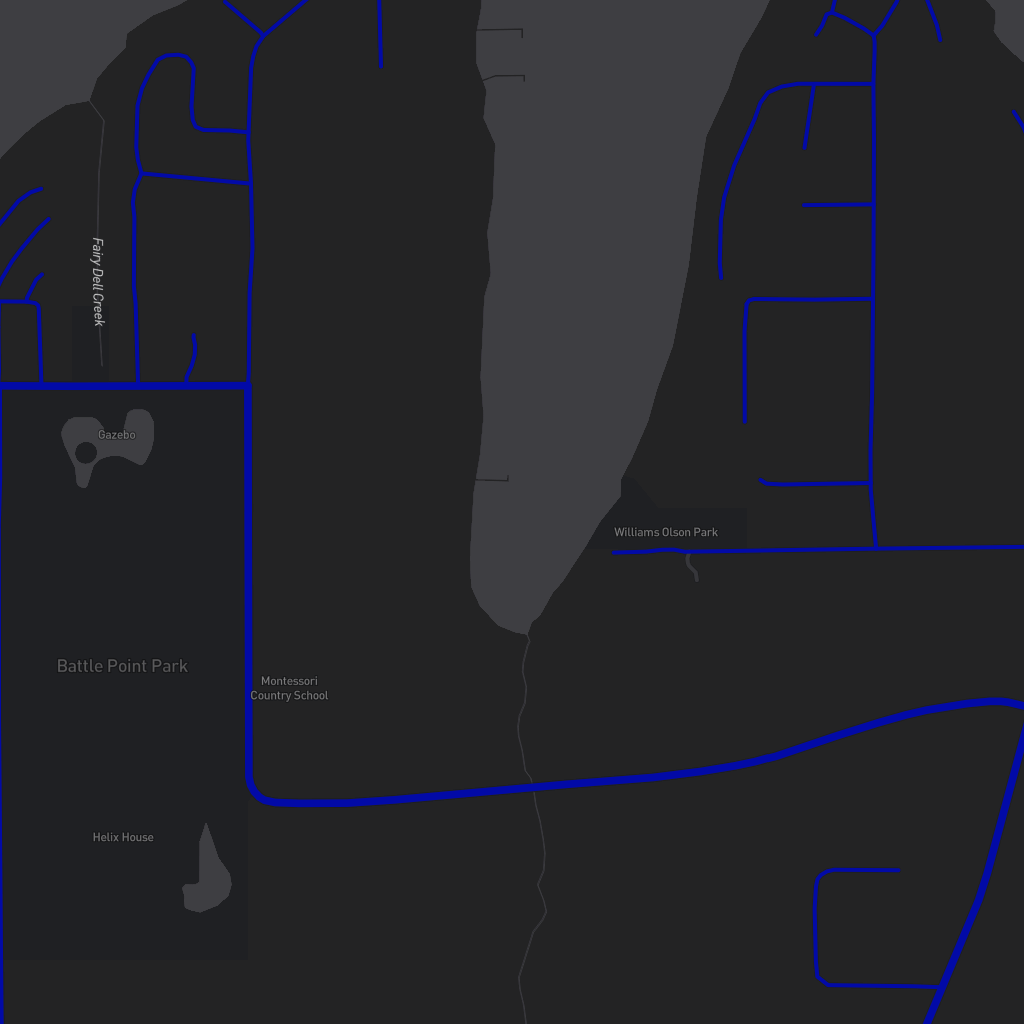 Fairy Dell Creek
Gazebo
Williams Olson Park
Battle Point Park
Montessori
Country School
Helix House